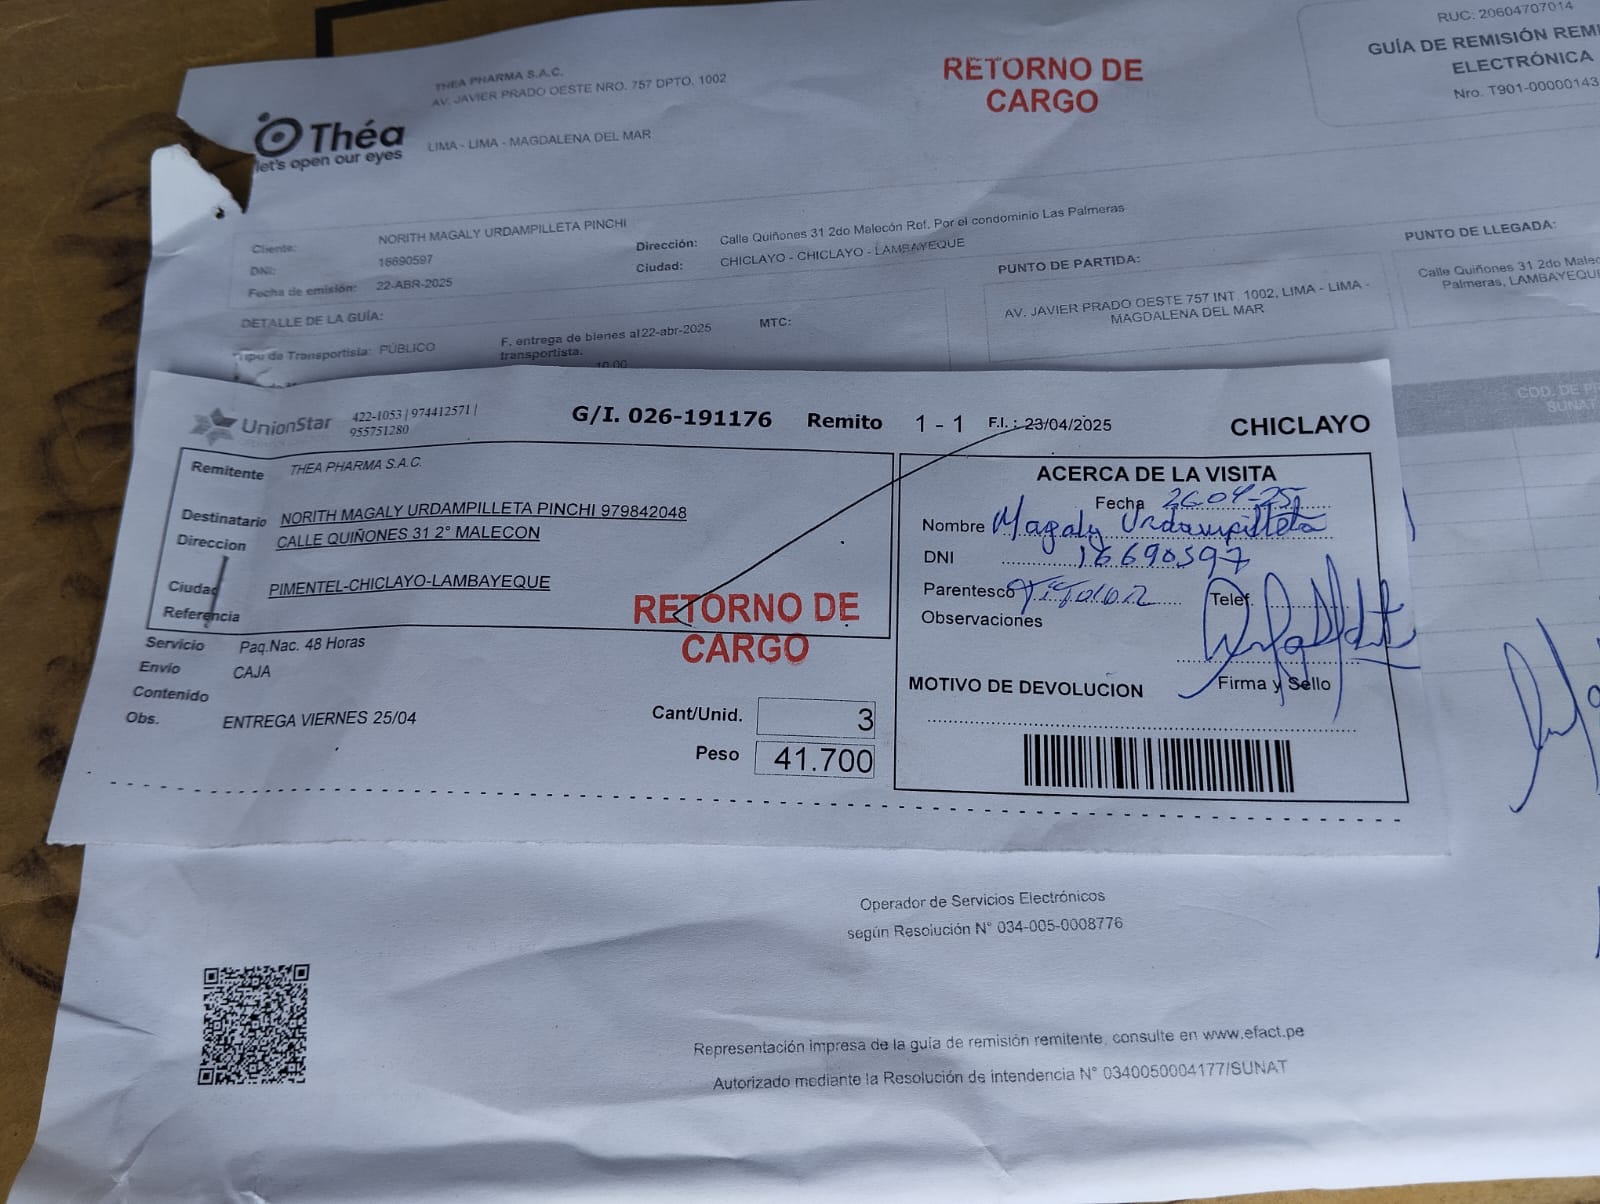 RUC: 20604707014
GUÍA DE REMISIÓN
ELECTRÓNICA
Nro. T901-00000143
THEA PHARMA S.A.C.
AV. JAVIER PRADO OESTE NRO. 757 DPTO. 1002
LIMA - LIMA - MAGDALENA DEL MAR
Théa
let's open our eyes
RETORNO DE
CARGO
Cliente: NORITH MAGALY URDAMPILLETA PINCHI
DNI: 16690597
Fecha de emisión: 22-ABR-2025
Dirección: Calle Quiñones 31 2do Malecón Ref. Por el condominio Las Palmeras
Ciudad: CHICLAYO - CHICLAYO - LAMBAYEQUE
DETALLE DE LA GUÍA:
Tipo de Transportista: PÚBLICO
F. entrega de bienes al 22-abr-2025
transportista.
MTC:
PUNTO DE PARTIDA:
AV. JAVIER PRADO OESTE 757 INT. 1002, LIMA - LIMA -
MAGDALENA DEL MAR
PUNTO DE LLEGADA:
Calle Quiñones 31 2do
Palmeras,
COD. DE
SUNAT
UnionStar
422-1053 | 974412571 |
955751280
G/I. 026-191176 Remito 1 - 1 F.I. : 23/04/2025 CHICLAYO
Remitente THEA PHARMA S.A.C.
Destinatario NORITH MAGALY URDAMPILLETA PINCHI 979842048
Direccion CALLE QUIÑONES 31 2° MALECON
Ciudad PIMENTEL-CHICLAYO-LAMBAYEQUE
Referencia
RETORNO DE
CARGO
Servicio Paq.Nac. 48 Horas
Envío CAJA
Contenido
Obs. ENTREGA VIERNES 25/04
Cant/Unid. 3
Peso 41.700
ACERCA DE LA VISITA
Fecha 26-04-25
Nombre Magaly Urdampilleta
DNI 16690597
Parentesco Titular Telef.
Observaciones
Firma y Sello
MOTIVO DE DEVOLUCION
Operador de Servicios Electrónicos
según Resolución N° 034-005-0008776
Representación impresa de la guía de remisión remitente, consulte en www.efact.pe
Autorizado mediante la Resolución de intendencia N° 0340050004177/SUNAT